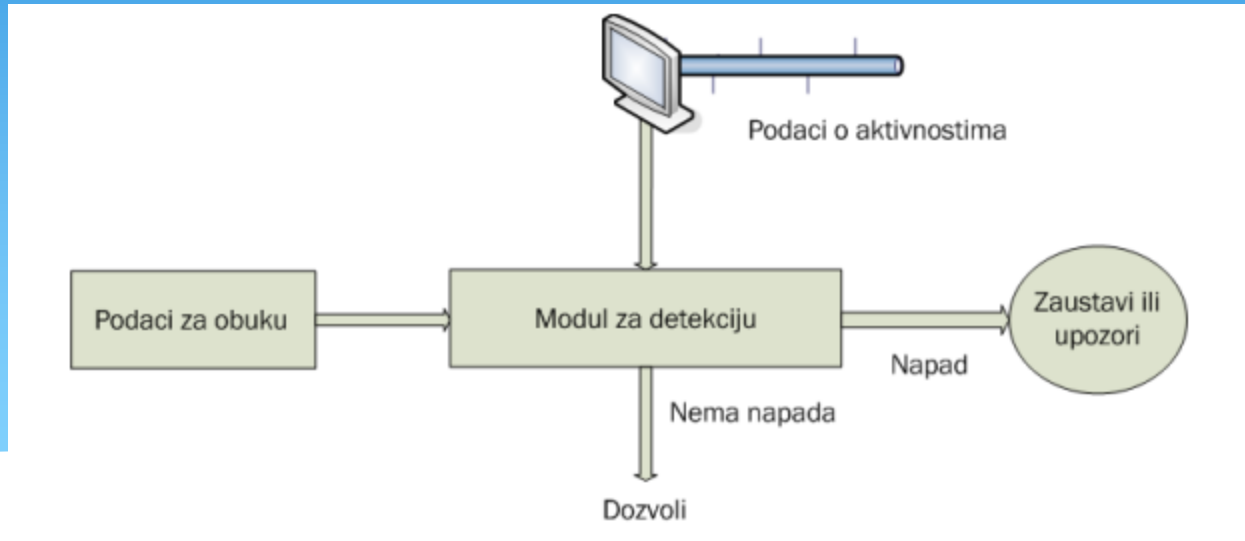 Podaci o aktivnostima
Podaci za obuku
Modul za detekciju
Zaustavi ili
upozori
Napad
Nema napada
Dozvoli